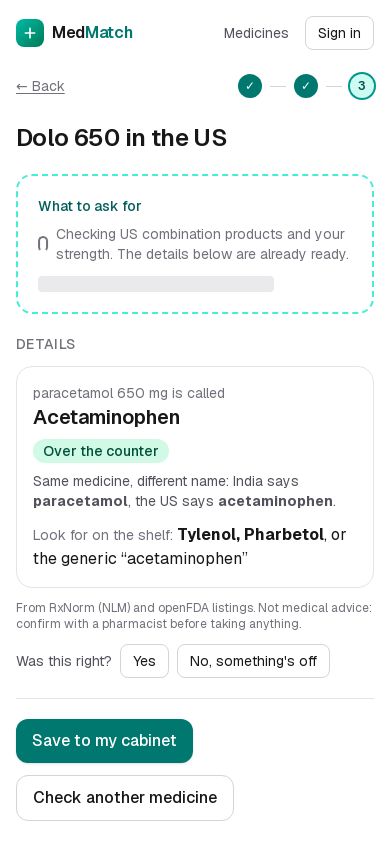 MedMatch
Medicines
Sign in
← Back
✓
✓
3
Dolo 650 in the US
What to ask for
Checking US combination products and your
strength. The details below are already ready.
DETAILS
paracetamol 650 mg is called
Acetaminophen
Over the counter
Same medicine, different name: India says
paracetamol, the US says acetaminophen.
Look for on the shelf: Tylenol, Pharbetol, or
the generic “acetaminophen”
From RxNorm (NLM) and openFDA listings. Not medical advice:
confirm with a pharmacist before taking anything.
Was this right?
Yes
No, something's off
Save to my cabinet
Check another medicine